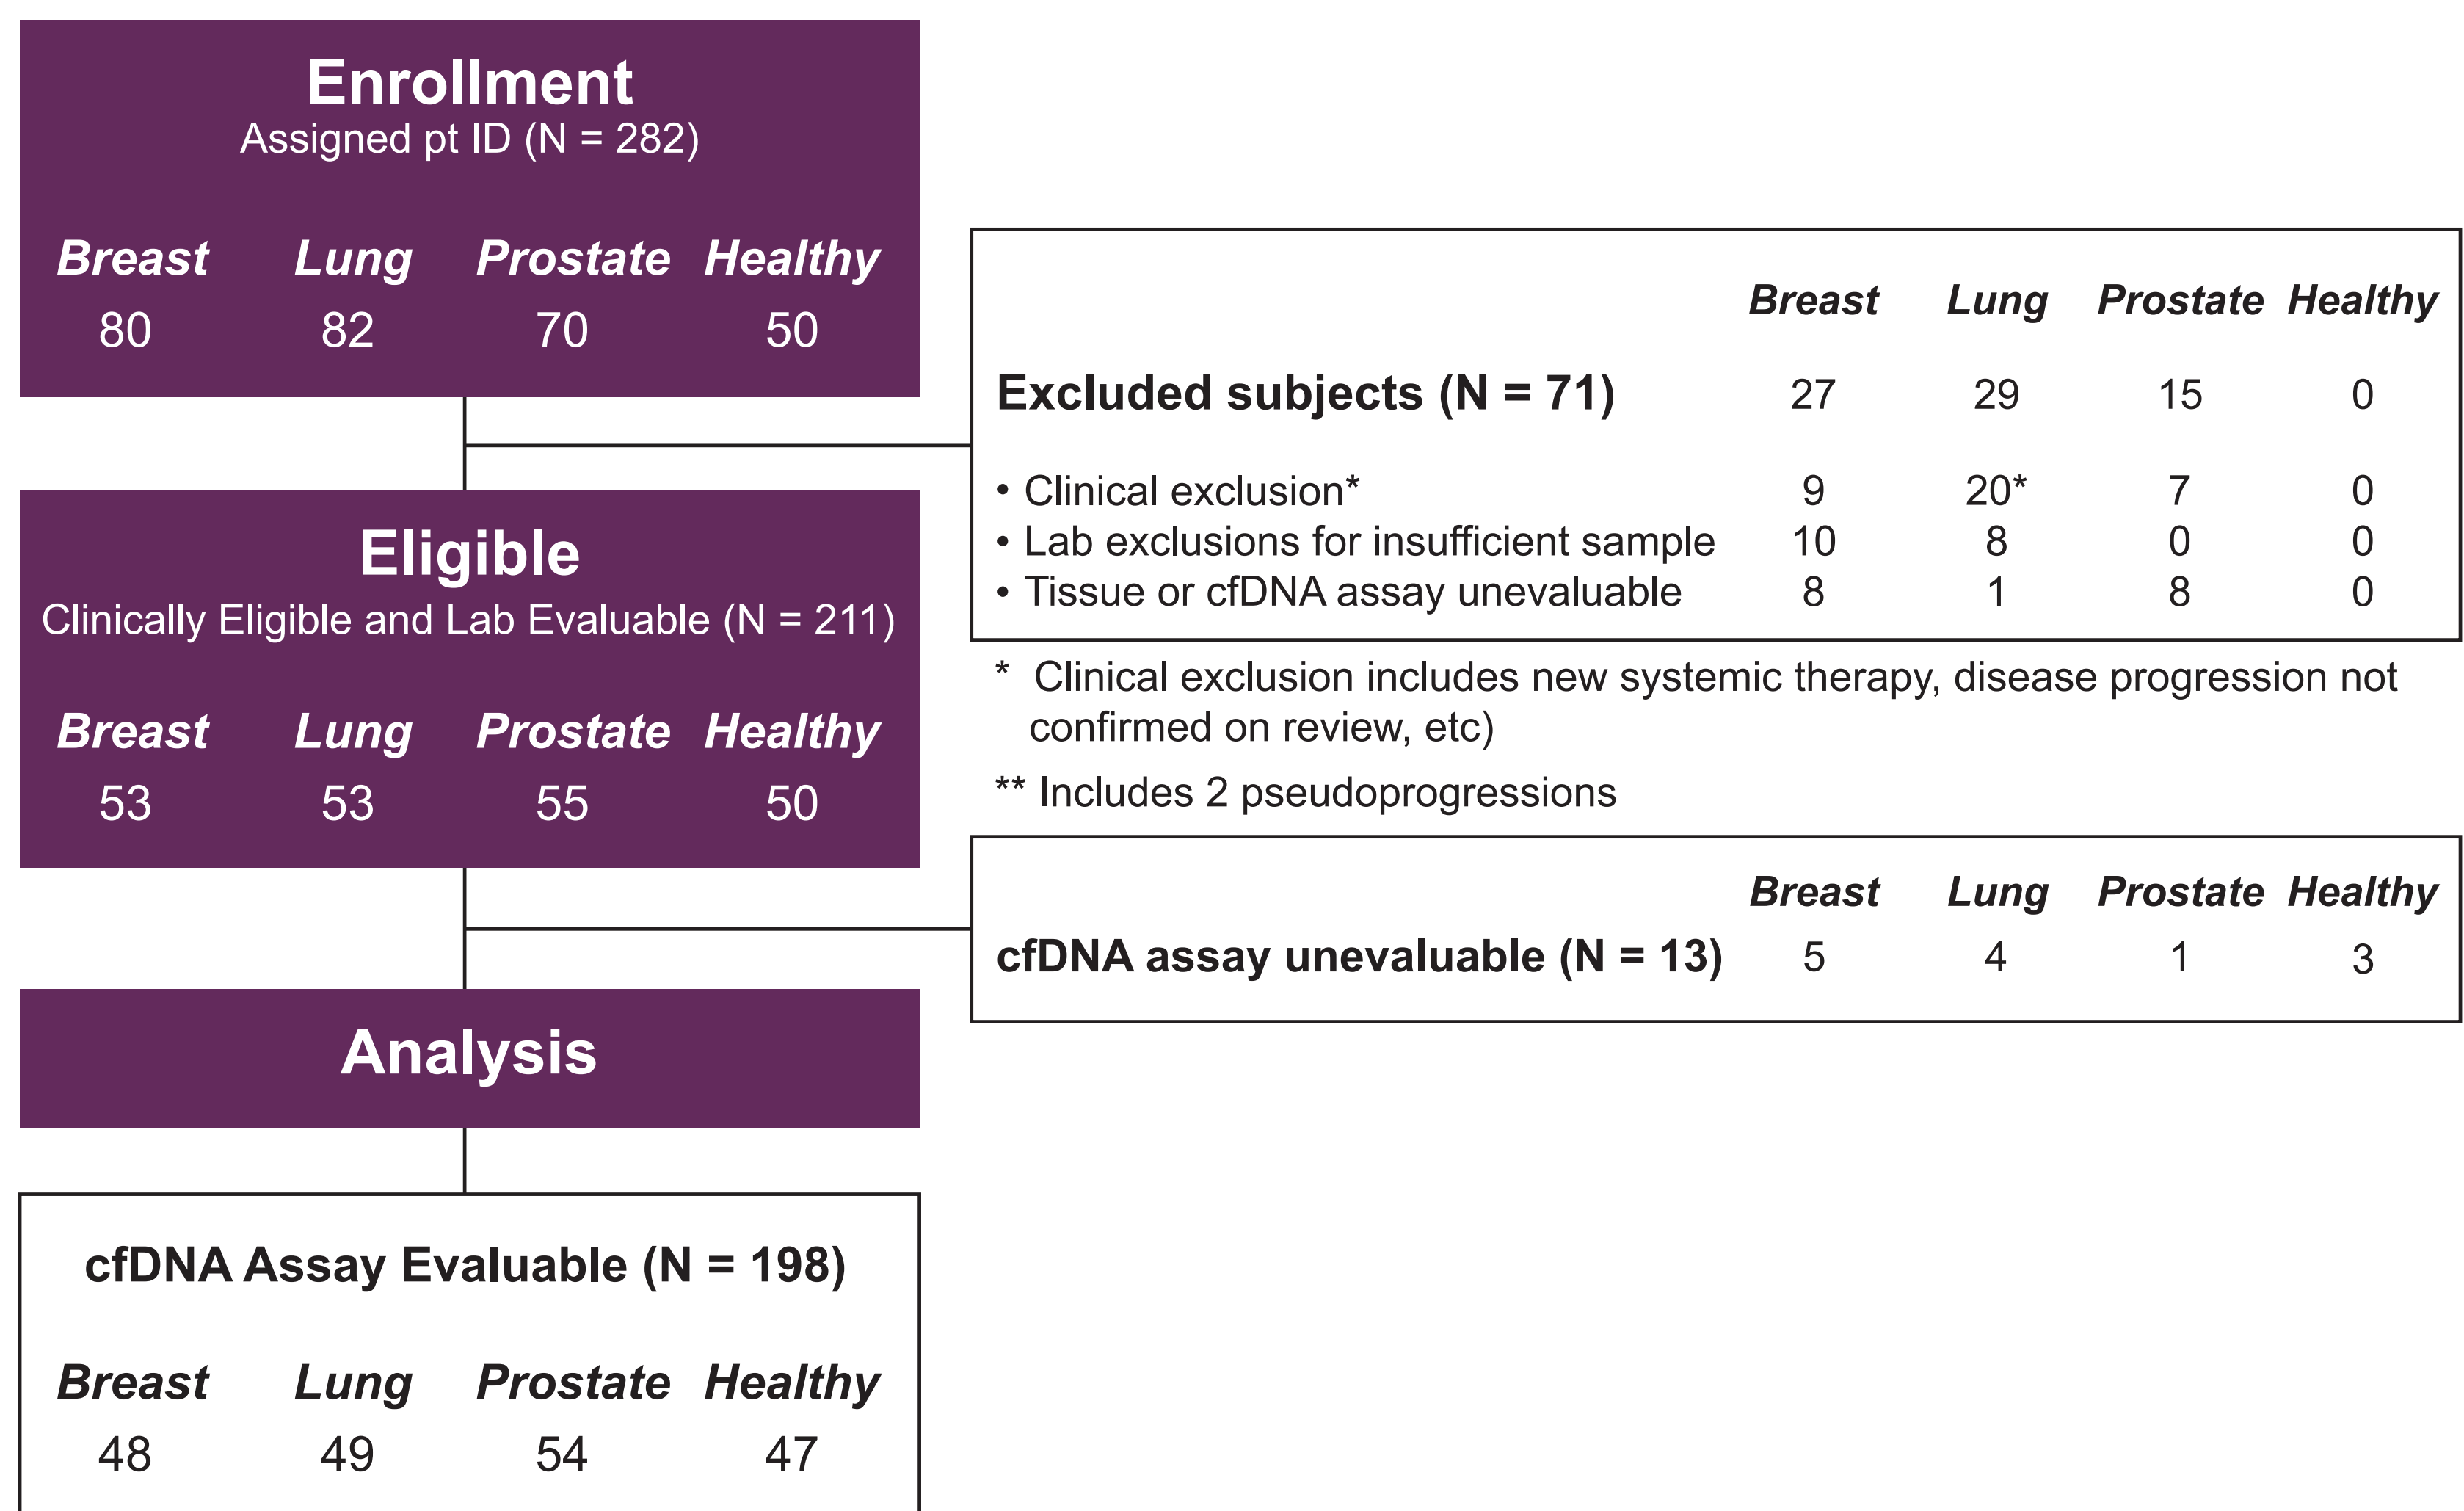 Enrollment
Assigned pt ID (N = 282)
Breast Lung Prostate Healthy
80 82 70 50
Breast Lung Prostate Healthy
Excluded subjects (N = 71) 27 29 15 0
• Clinical exclusion* 9 20* 7 0
• Lab exclusions for insufficient sample 10 8 0 0
• Tissue or cfDNA assay unevaluable 8 1 8 0
* Clinical exclusion includes new systemic therapy, disease progression not
confirmed on review, etc)
** Includes 2 pseudoprogressions
Eligible
Clinically Eligible and Lab Evaluable (N = 211)
Breast Lung Prostate Healthy
53 53 55 50
Breast Lung Prostate Healthy
cfDNA assay unevaluable (N = 13) 5 4 1 3
Analysis
cfDNA Assay Evaluable (N = 198)
Breast Lung Prostate Healthy
48 49 54 47